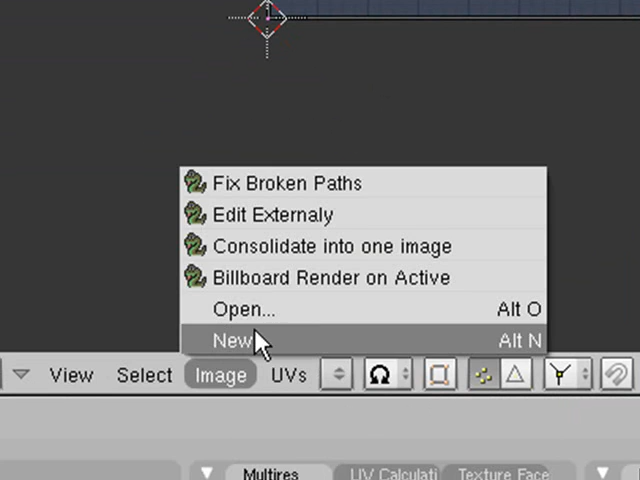 Fix Broken Paths
Edit Externaly
Consolidate into one image
Billboard Render on Active
Open... Alt O
New Alt N
View Select Image UVs
Multires UV Calculati Texture Face